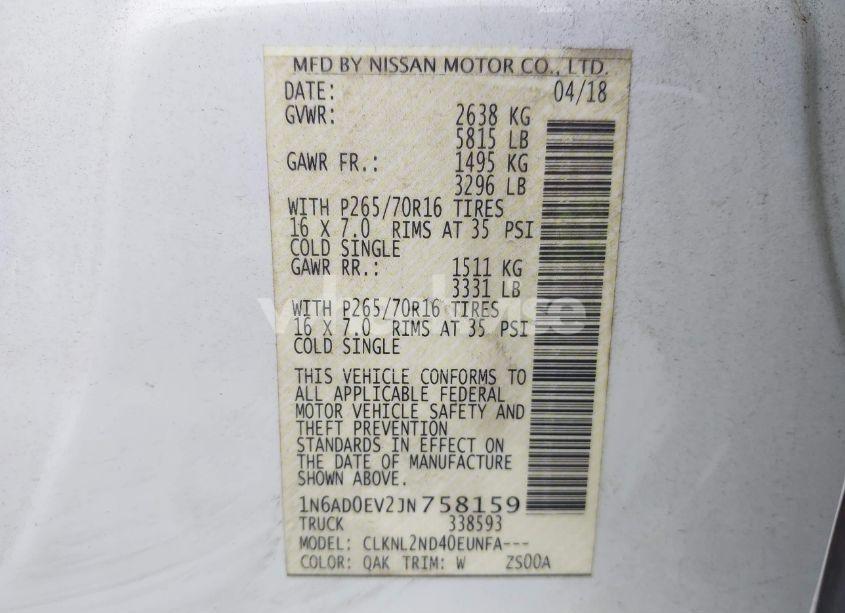 MFD BY NISSAN MOTOR CO., LTD.
DATE: 04/18
GVWR: 2638 KG
5815 LB
GAWR FR.: 1495 KG
3296 LB
WITH P265/70R16 TIRES
16 X 7.0 RIMS AT 35 PSI
COLD SINGLE
GAWR RR.: 1511 KG
3331 LB
WITH P265/70R16 TIRES
16 X 7.0 RIMS AT 35 PSI
COLD SINGLE
THIS VEHICLE CONFORMS TO
ALL APPLICABLE FEDERAL
MOTOR VEHICLE SAFETY AND
THEFT PREVENTION
STANDARDS IN EFFECT ON
THE DATE OF MANUFACTURE
SHOWN ABOVE.
1N6AD0EV2JN758159
TRUCK 338593
MODEL: CLKNL2ND40EUNFA---
COLOR: QAK TRIM: W ZS00A